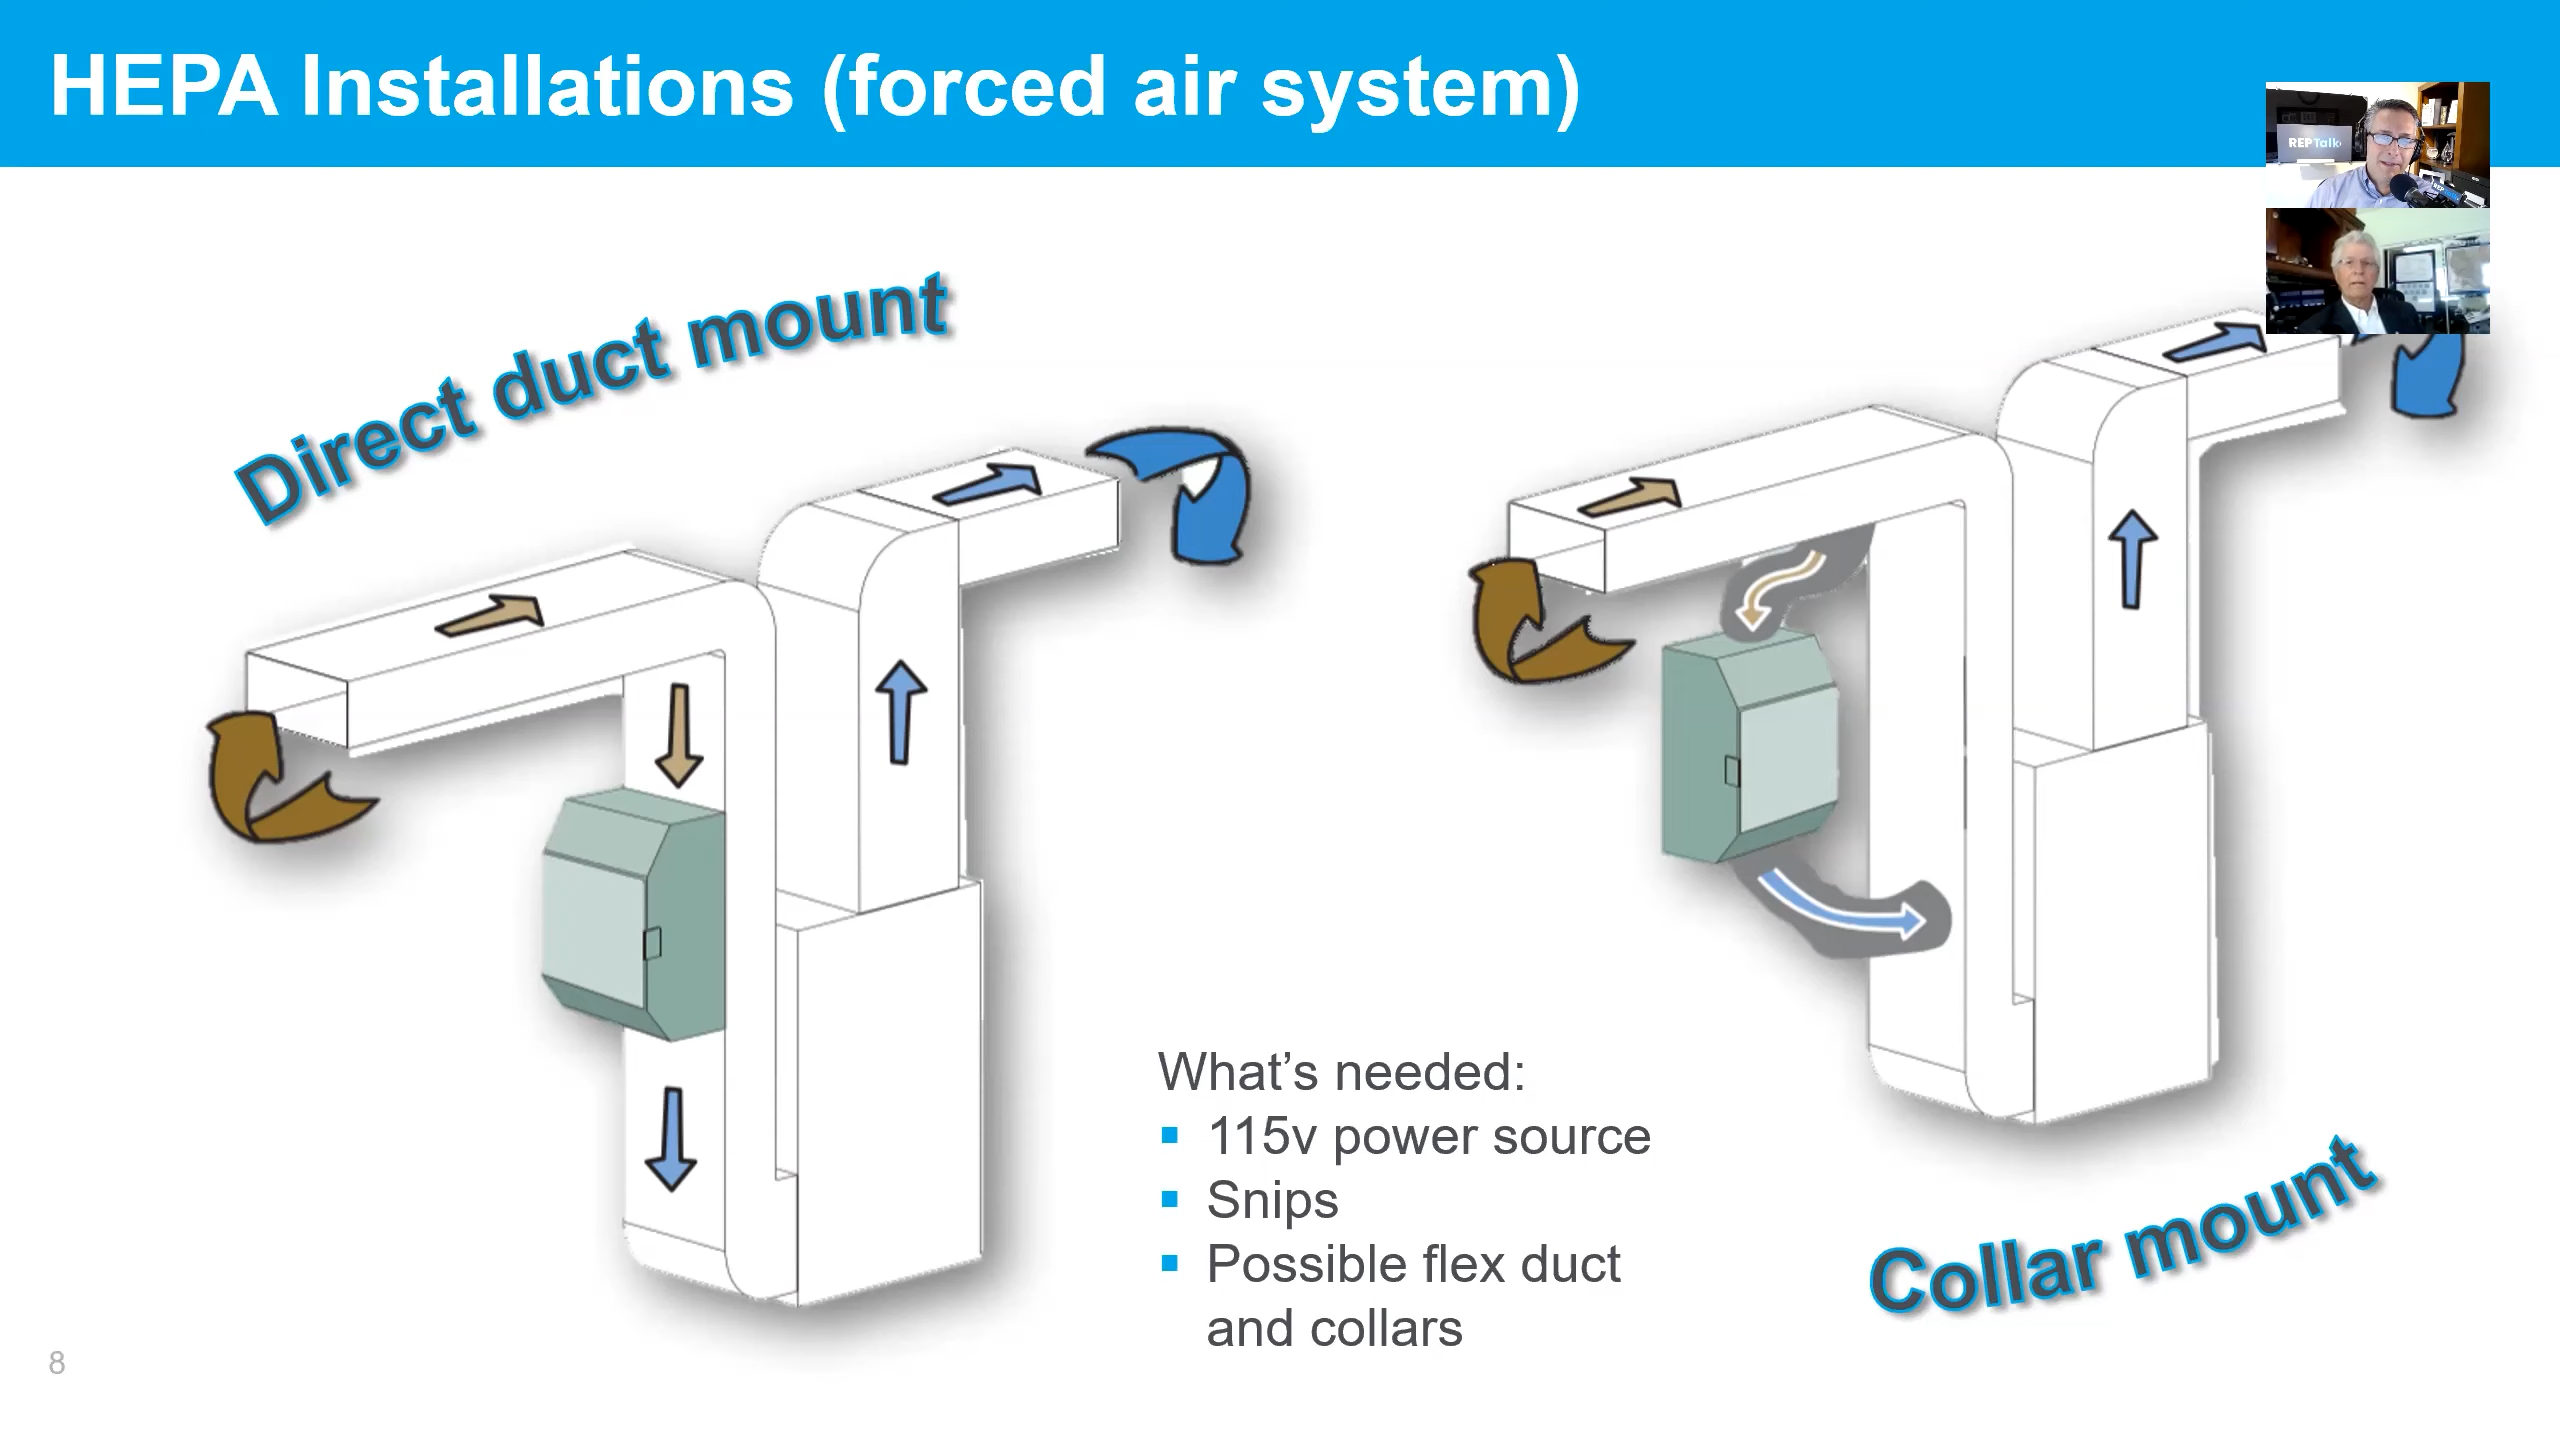 HEPA Installations (forced air system)
REPTalk
Direct duct mount
What's needed:
▪ 115v power source
▪ Snips
▪ Possible flex duct
and collars
Collar mount
8